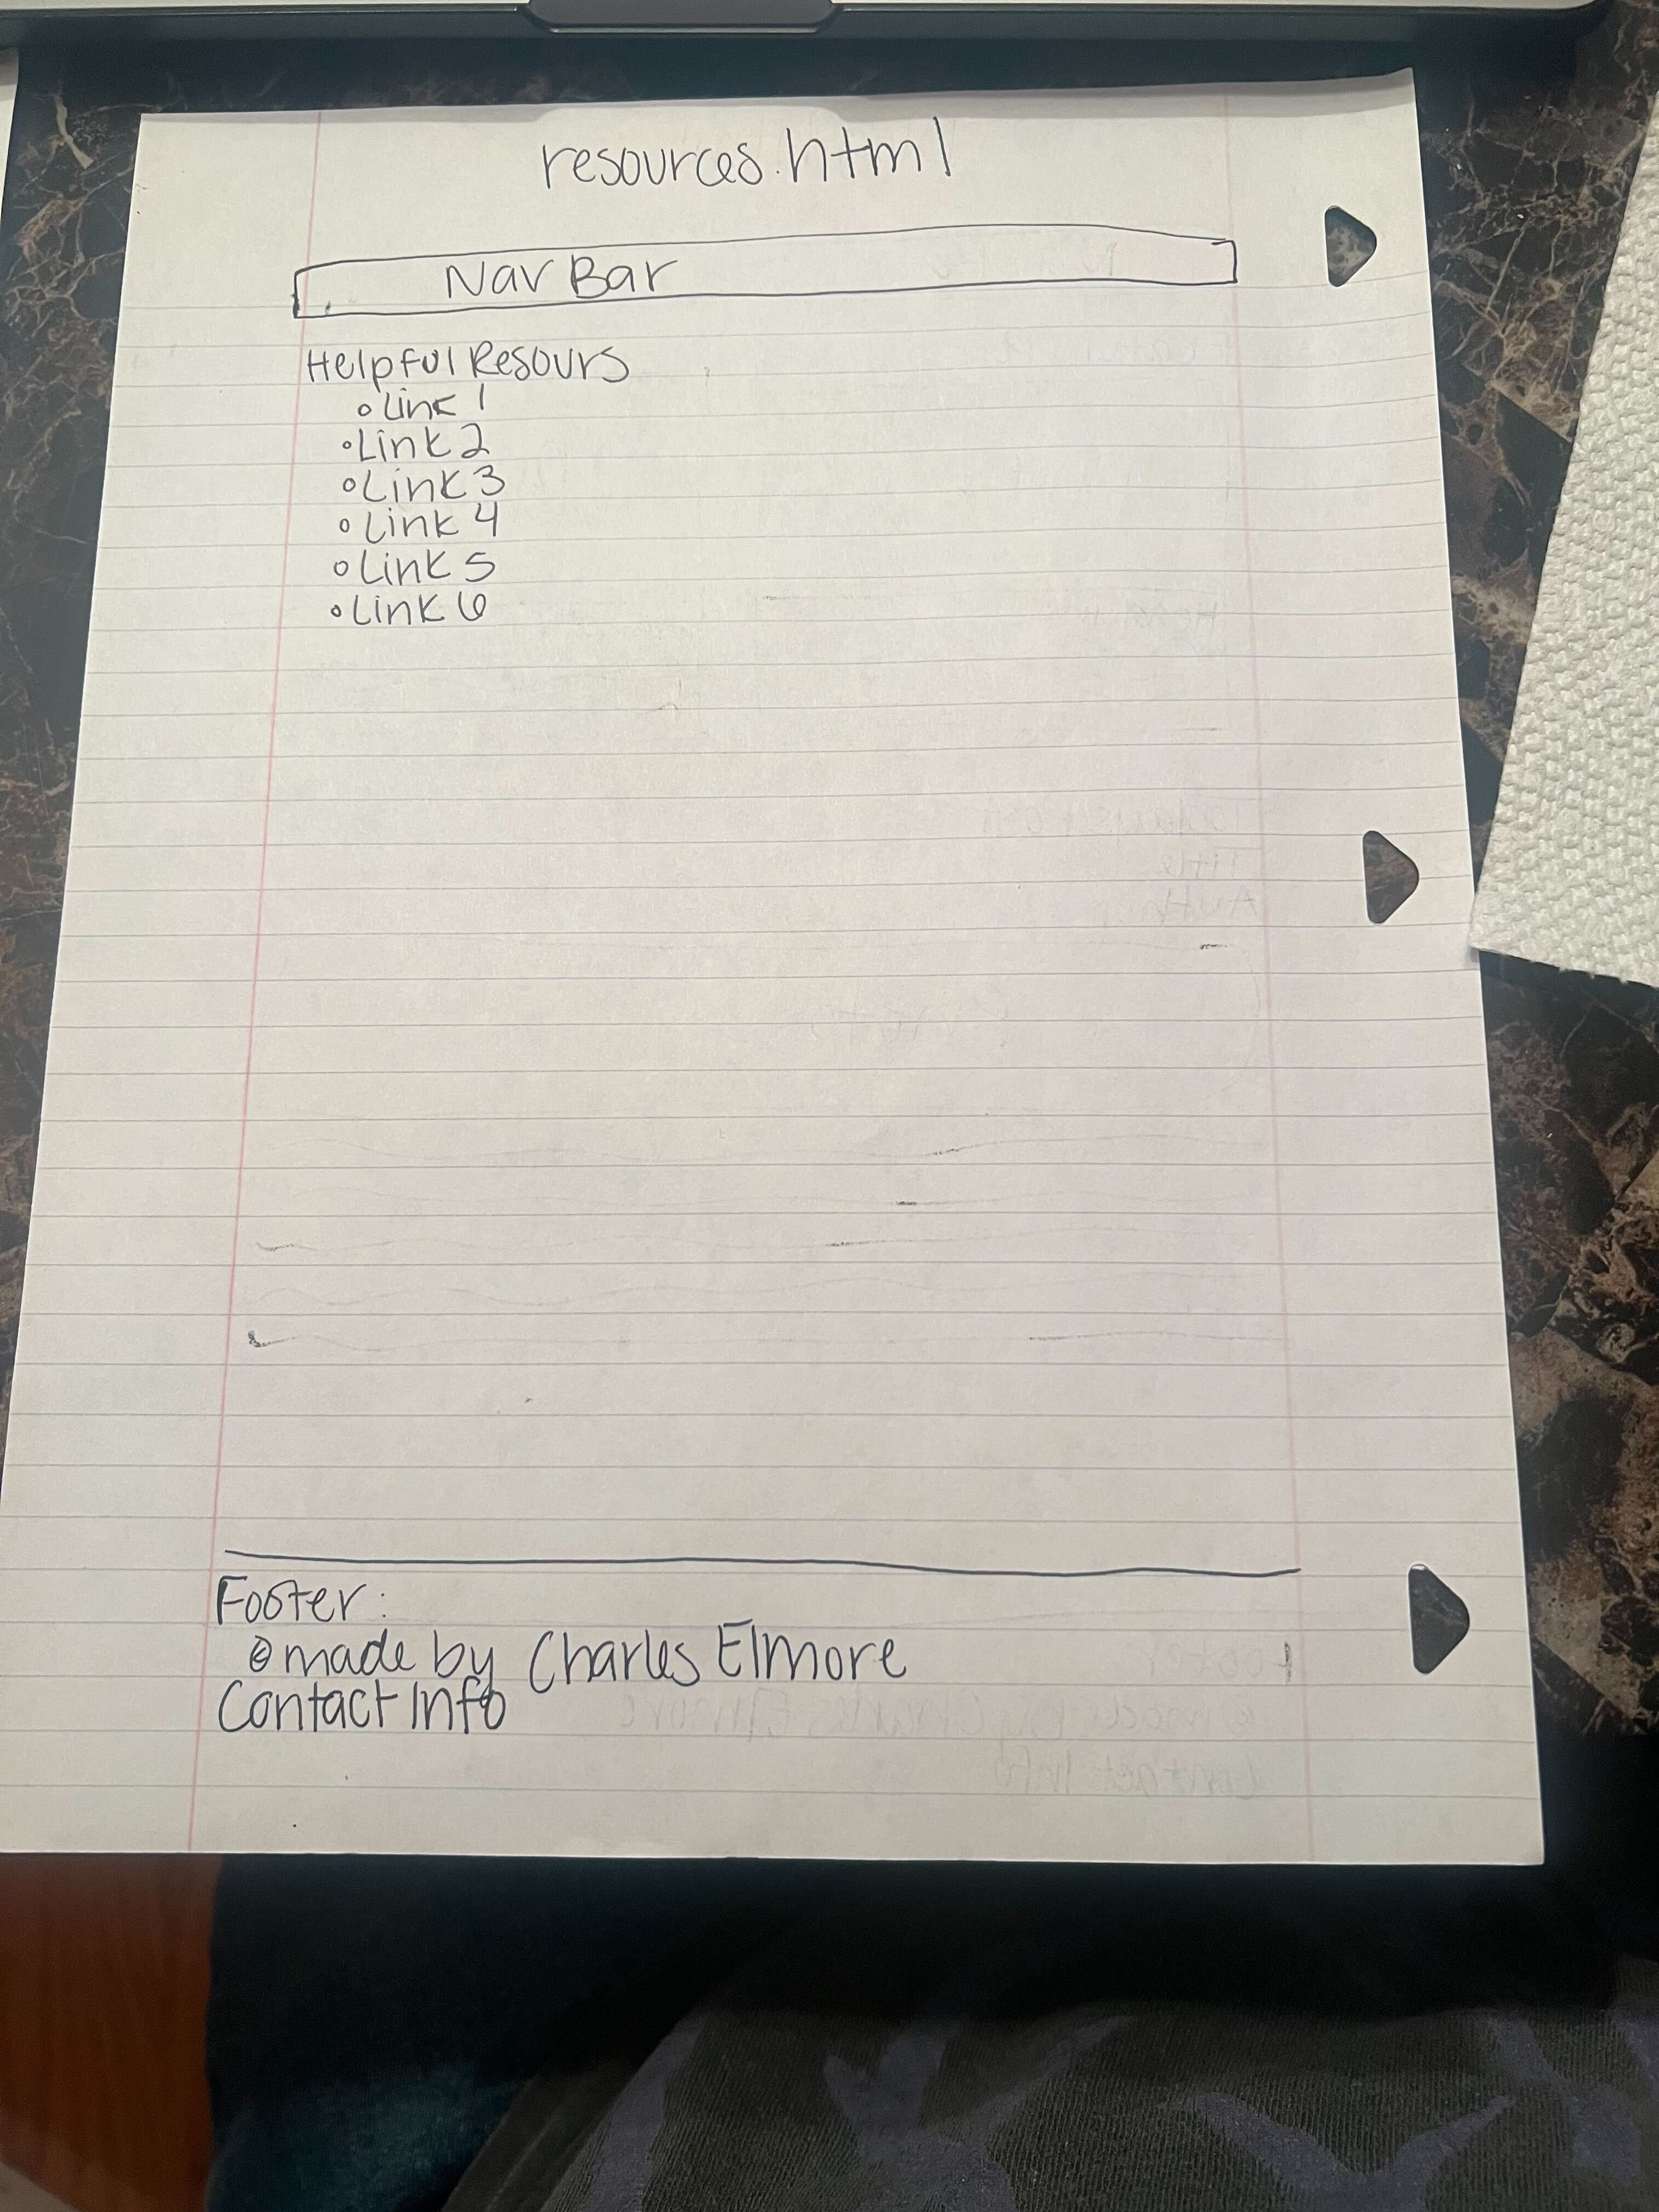 resources.html
Nav Bar
Helpful Resours
◦ Link 1
◦ Link 2
◦ Link 3
◦ Link 4
◦ Link 5
◦ Link 6
Footer:
© made by Charles Elmore
Contact Info